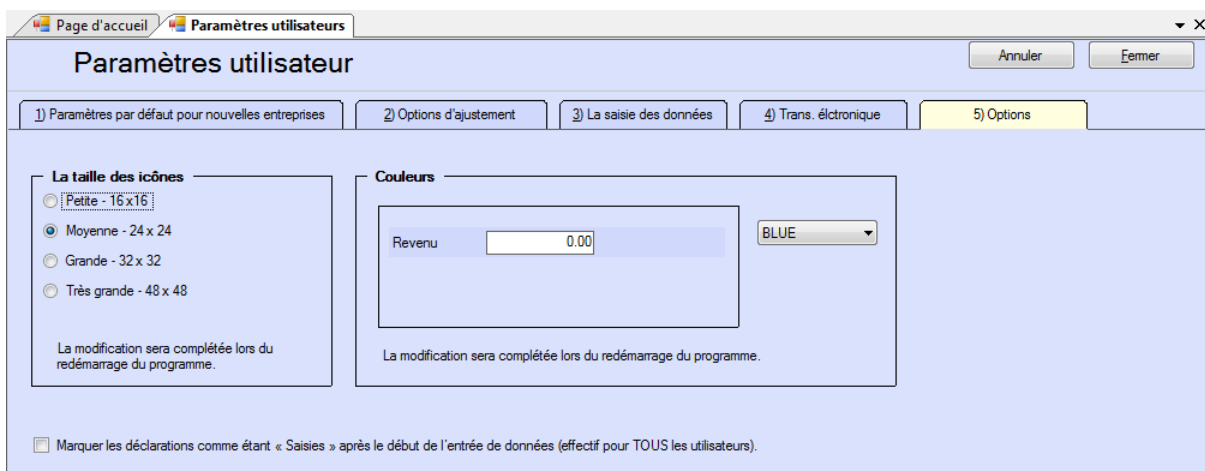 Page d'accueil Paramètres utilisateurs
Paramètres utilisateur
Annuler Fermer
1) Paramètres par défaut pour nouvelles entreprises 2) Options d'ajustement 3) La saisie des données 4) Trans. élctronique 5) Options
La taille des icônes
Petite - 16 x16
Moyenne - 24 x 24
Grande - 32 x 32
Très grande - 48 x 48
La modification sera complétée lors du
redémarrage du programme.
Couleurs
Revenu 0.00
BLUE
La modification sera complétée lors du redémarrage du programme.
Marquer les déclarations comme étant « Saisies » après le début de l'entrée de données (effectif pour TOUS les utilisateurs).